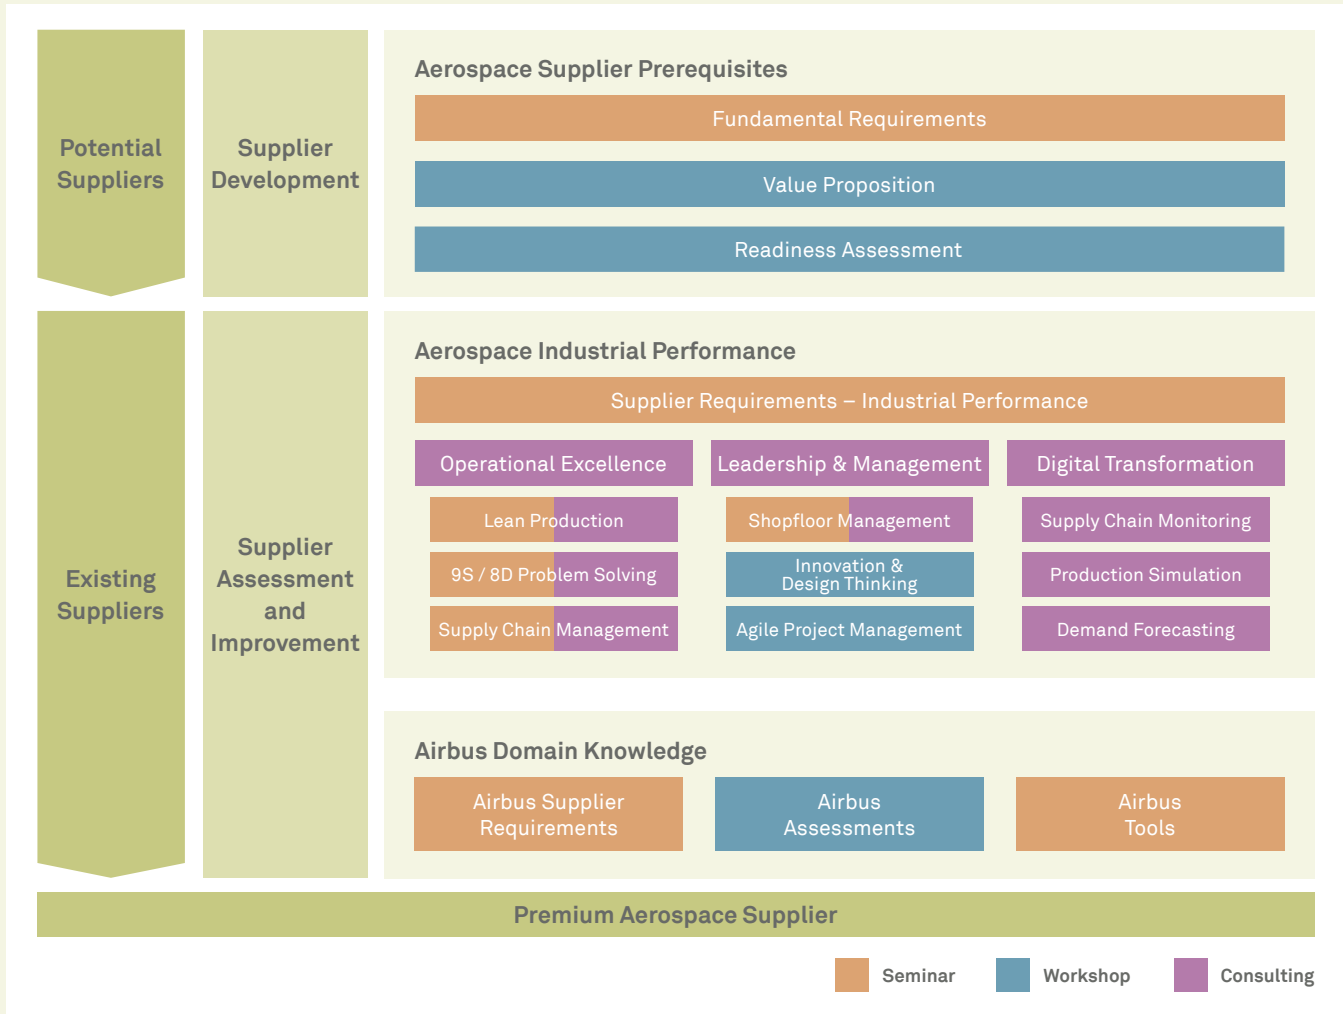 Potential
Suppliers
Supplier
Development
Aerospace Supplier Prerequisites
Fundamental Requirements
Value Proposition
Readiness Assessment
Existing
Suppliers
Supplier
Assessment
and
Improvement
Aerospace Industrial Performance
Supplier Requirements – Industrial Performance
Operational Excellence
Lean Production
9S / 8D Problem Solving
Supply Chain Management
Leadership & Management
Shopfloor Management
Innovation &
Design Thinking
Agile Project Management
Digital Transformation
Supply Chain Monitoring
Production Simulation
Demand Forecasting
Airbus Domain Knowledge
Airbus Supplier
Requirements
Airbus
Assessments
Airbus
Tools
Premium Aerospace Supplier
Seminar
Workshop
Consulting